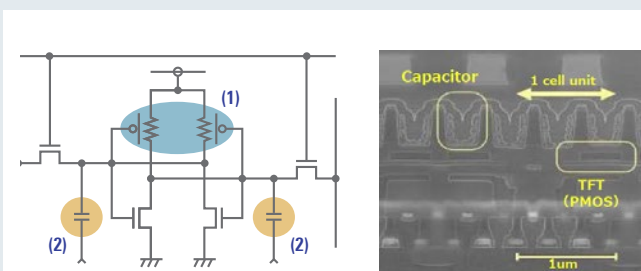 (1)
(2)
(2)
Capacitor
1 cell unit
TFT
(PMOS)
1um